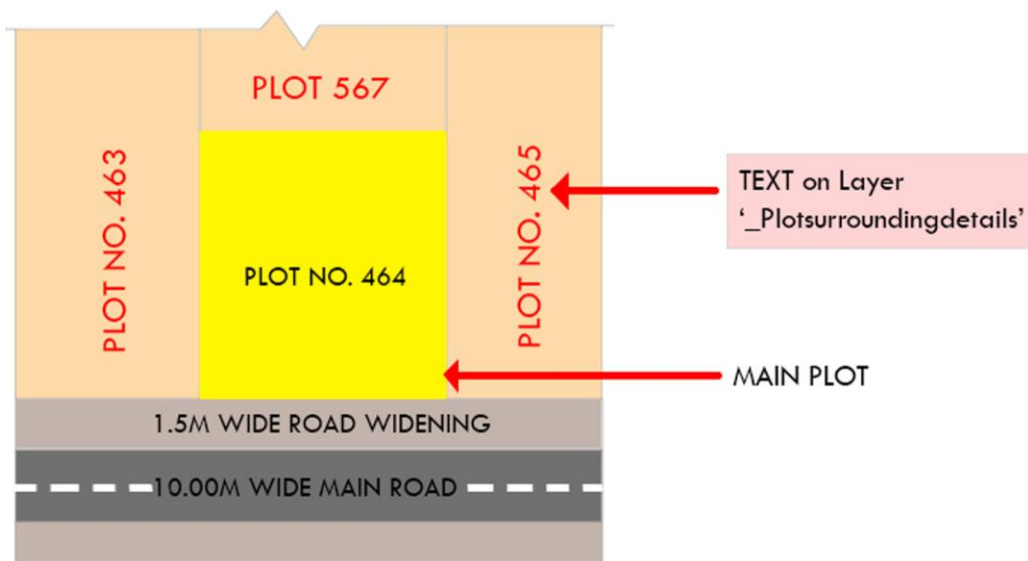 PLOT 567
PLOT NO. 463
PLOT NO. 464
PLOT NO. 465
TEXT on Layer
‘_Plotsurroundingdetails’
MAIN PLOT
1.5M WIDE ROAD WIDENING
10.00M WIDE MAIN ROAD